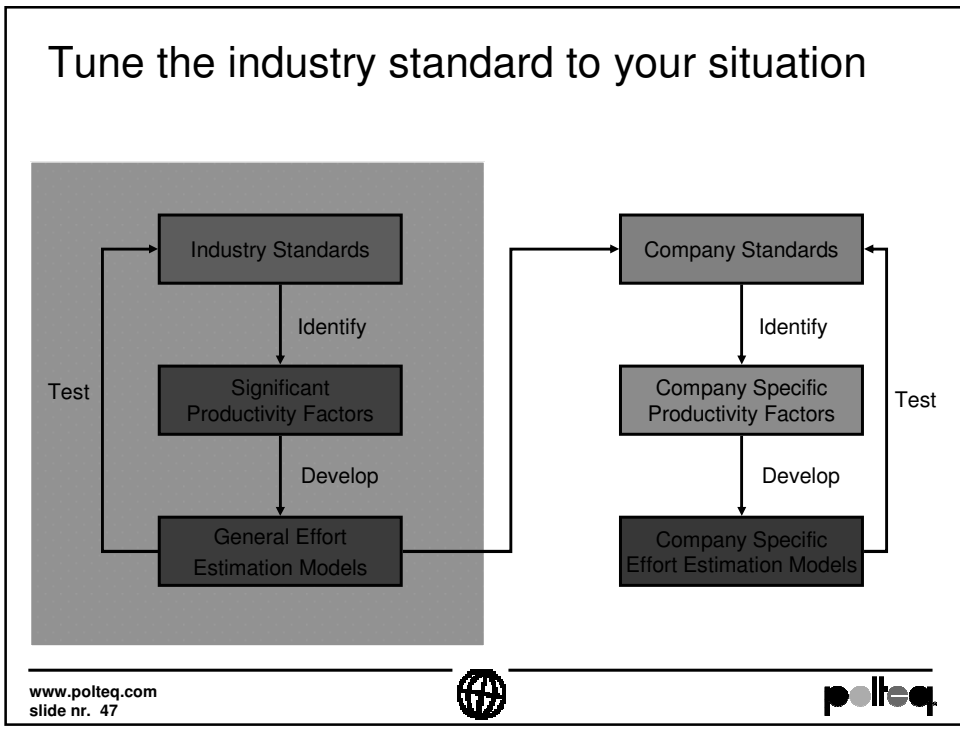 Tune the industry standard to your situation
Industry Standards
Identify
Test
Significant
Productivity Factors
Develop
General Effort
Estimation Models
Company Standards
Identify
Company Specific
Productivity Factors
Test
Develop
Company Specific
Effort Estimation Models
www.polteq.com
slide nr. 47
polteq